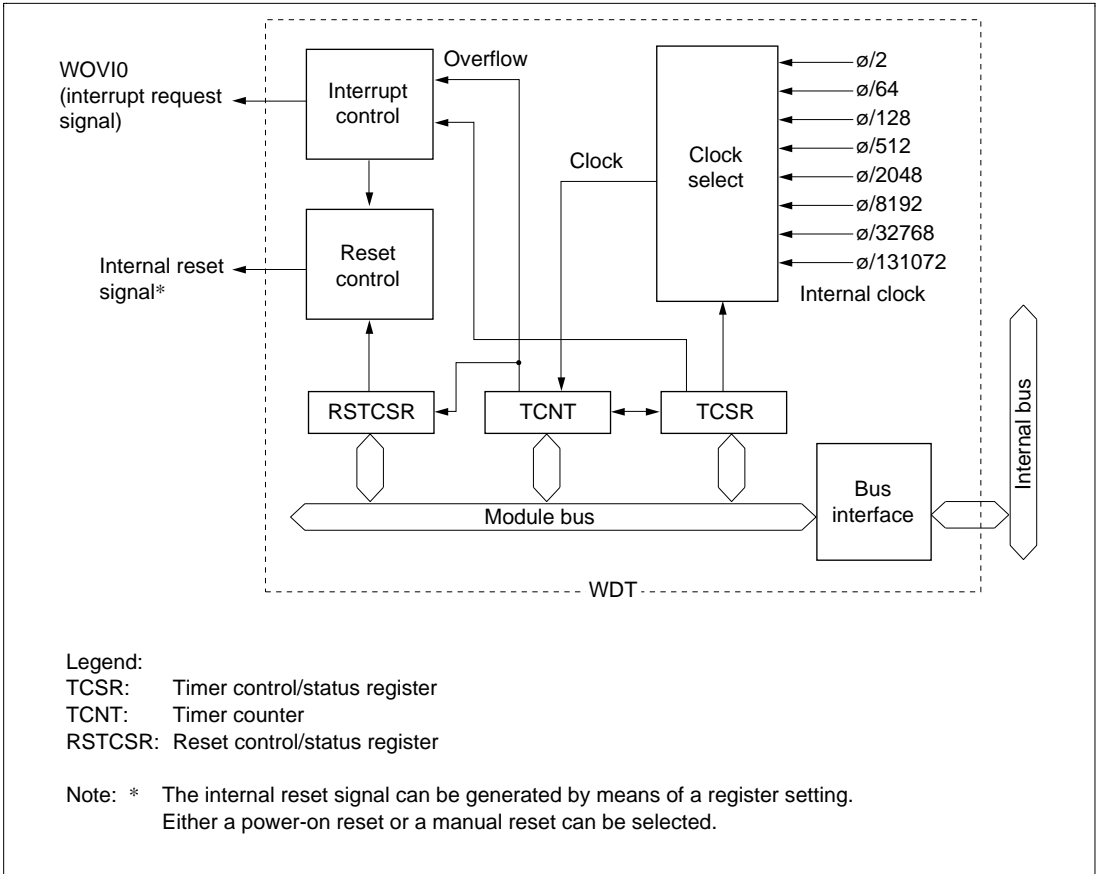 WOVI0
(interrupt request
signal)
Interrupt
control
Overflow
Clock
Clock
select
ø/2
ø/64
ø/128
ø/512
ø/2048
ø/8192
ø/32768
ø/131072
Internal clock
Internal reset
signal*
Reset
control
RSTCSR
TCNT
TCSR
Module bus
Bus
interface
Internal bus
WDT
Legend:
TCSR: Timer control/status register
TCNT: Timer counter
RSTCSR: Reset control/status register
Note: * The internal reset signal can be generated by means of a register setting.
Either a power-on reset or a manual reset can be selected.